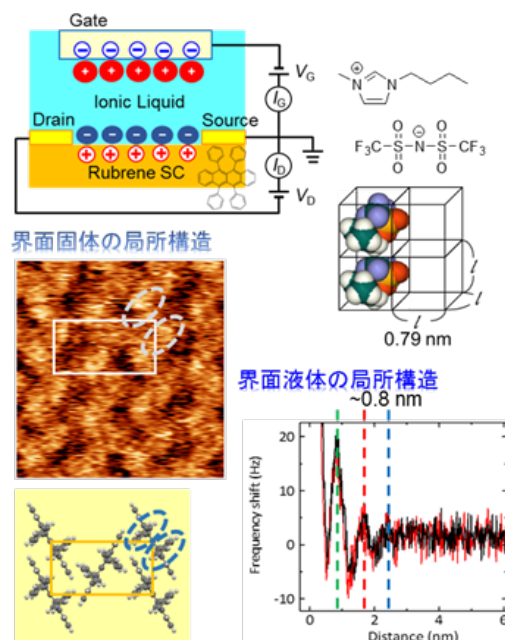 Gate
V_G
I_G
Ionic Liquid
Drain
Source
Rubrene SC
I_D
V_D
⊕
N
N
O
O
⊖
F₃C-S-N-S-CF₃
O
O
l
l
l
0.79 nm
界面固体の局所構造
界面液体の局所構造
~0.8 nm
Frequency shift (Hz)
20
10
0
-10
0
2
4
6
Distance (nm)